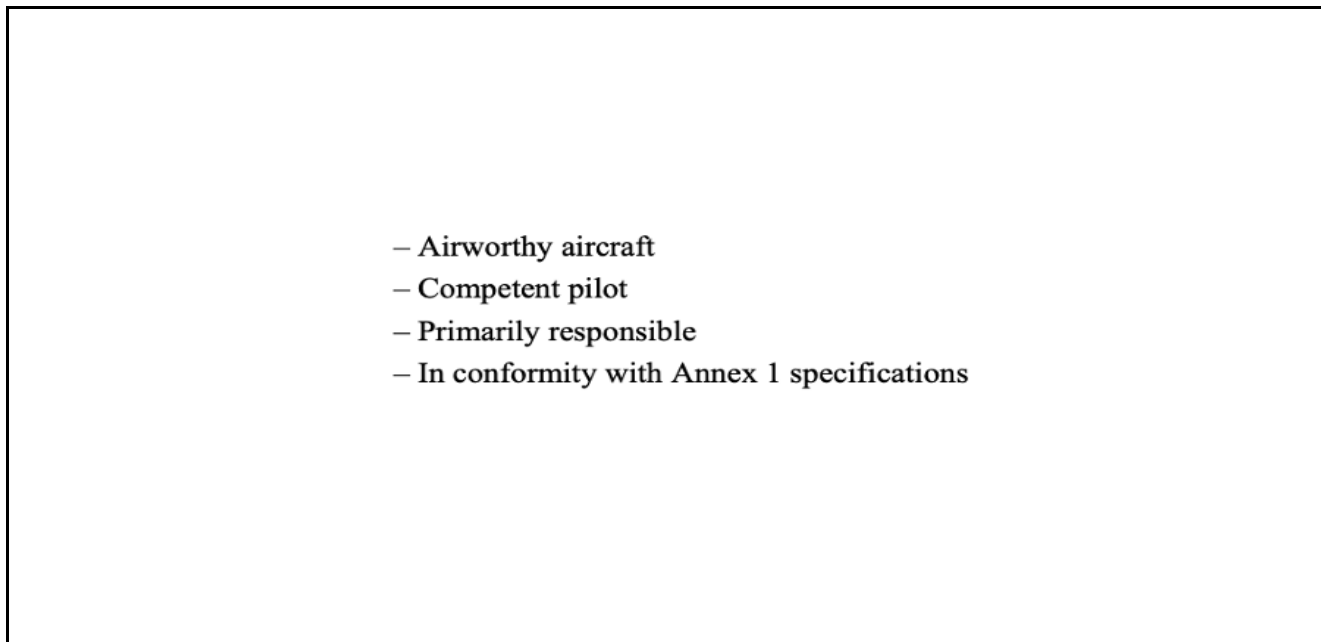 – Airworthy aircraft
– Competent pilot
– Primarily responsible
– In conformity with Annex 1 specifications